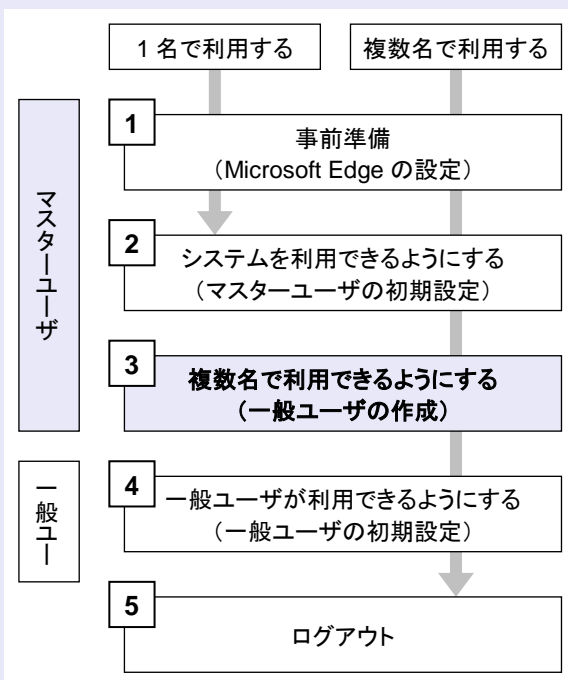 1 名で利用する
複数名で利用する
マスターユーザ
1
事前準備
(Microsoft Edge の設定)
2
システムを利用できるようにする
(マスターユーザの初期設定)
3
複数名で利用できるようにする
(一般ユーザの作成)
一般ユー
4
一般ユーザが利用できるようにする
(一般ユーザの初期設定)
5
ログアウト